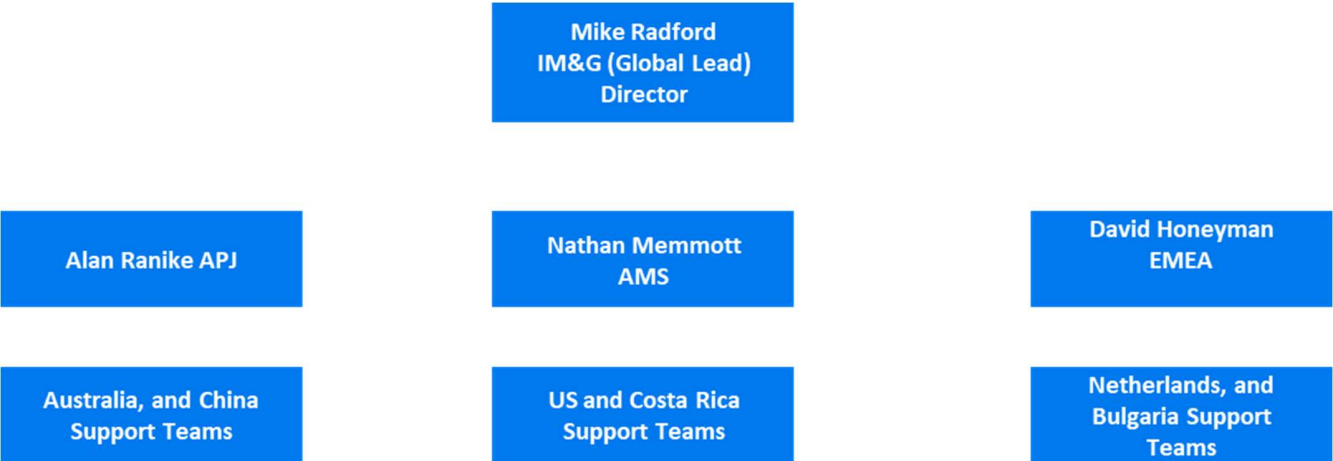 Mike Radford
IM&G (Global Lead)
Director
Alan Ranike APJ
Nathan Memmott
AMS
David Honeyman
EMEA
Australia, and China
Support Teams
US and Costa Rica
Support Teams
Netherlands, and
Bulgaria Support
Teams